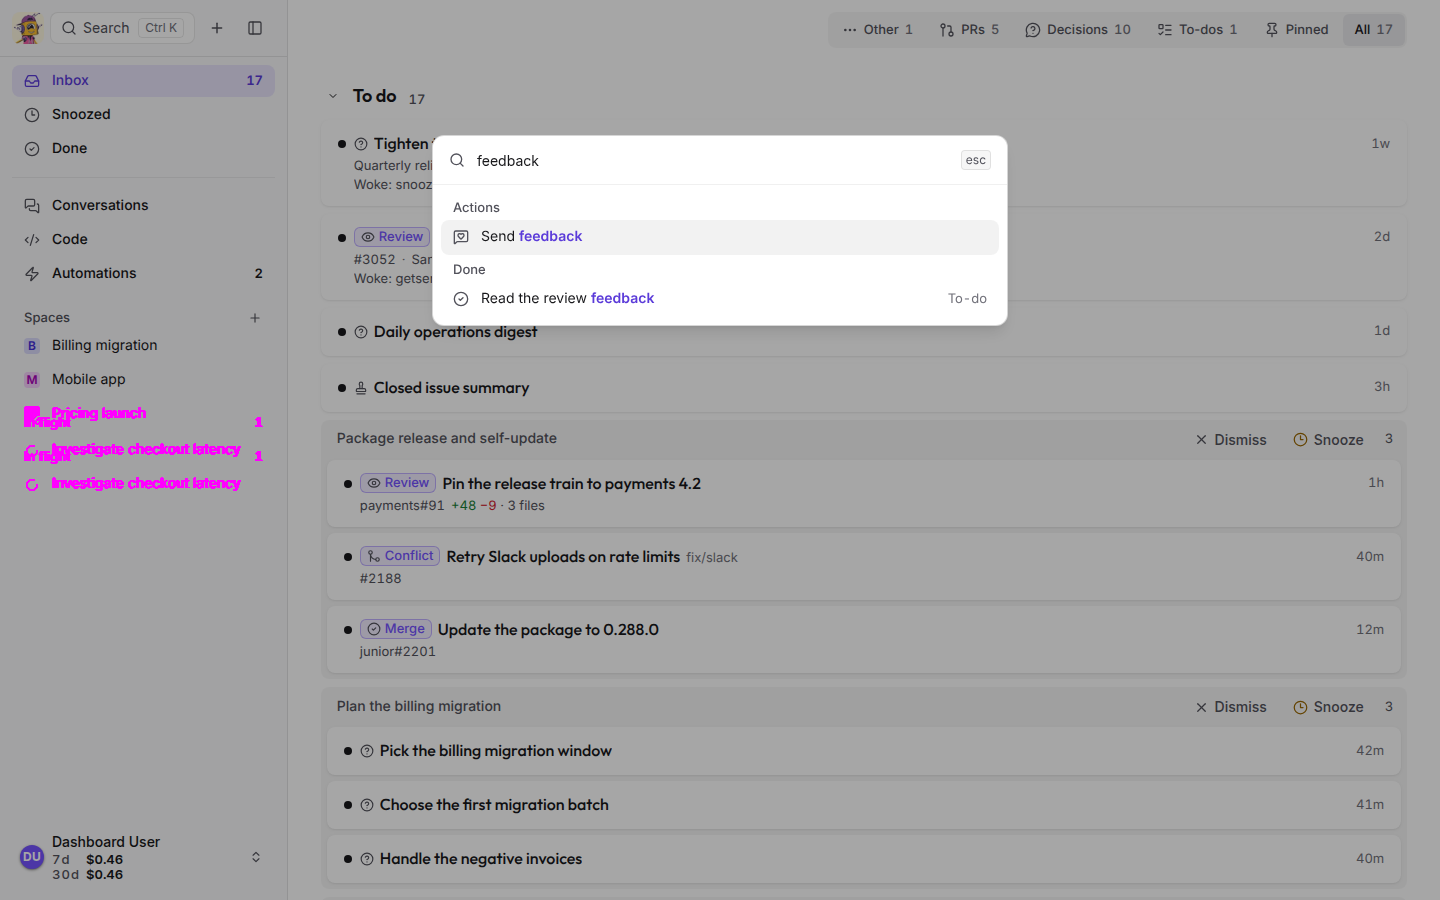 Search Ctrl K
Inbox 17
Snoozed
Done
Conversations
Code
Automations 2
Spaces
B Billing migration
M Mobile app
Pricing launch
In flight 1
Investigate checkout latency
In flight 1
Investigate checkout latency
DU Dashboard User
7d $0.46
30d $0.46
Other 1 PRs 5 Decisions 10 To-dos 1 Pinned All 17
To do 17
Tighten 1w
Quarterly reli
Woke: snooz
feedback esc
Actions
Send feedback
Done
Read the review feedback To-do
Review 2d
#3052 · Sar
Woke: getser
Daily operations digest 1d
Closed issue summary 3h
Package release and self-update Dismiss Snooze 3
Review Pin the release train to payments 4.2 1h
payments#91 +48 −9 · 3 files
Conflict Retry Slack uploads on rate limits fix/slack 40m
#2188
Merge Update the package to 0.288.0 12m
junior#2201
Plan the billing migration Dismiss Snooze 3
Pick the billing migration window 42m
Choose the first migration batch 41m
Handle the negative invoices 40m